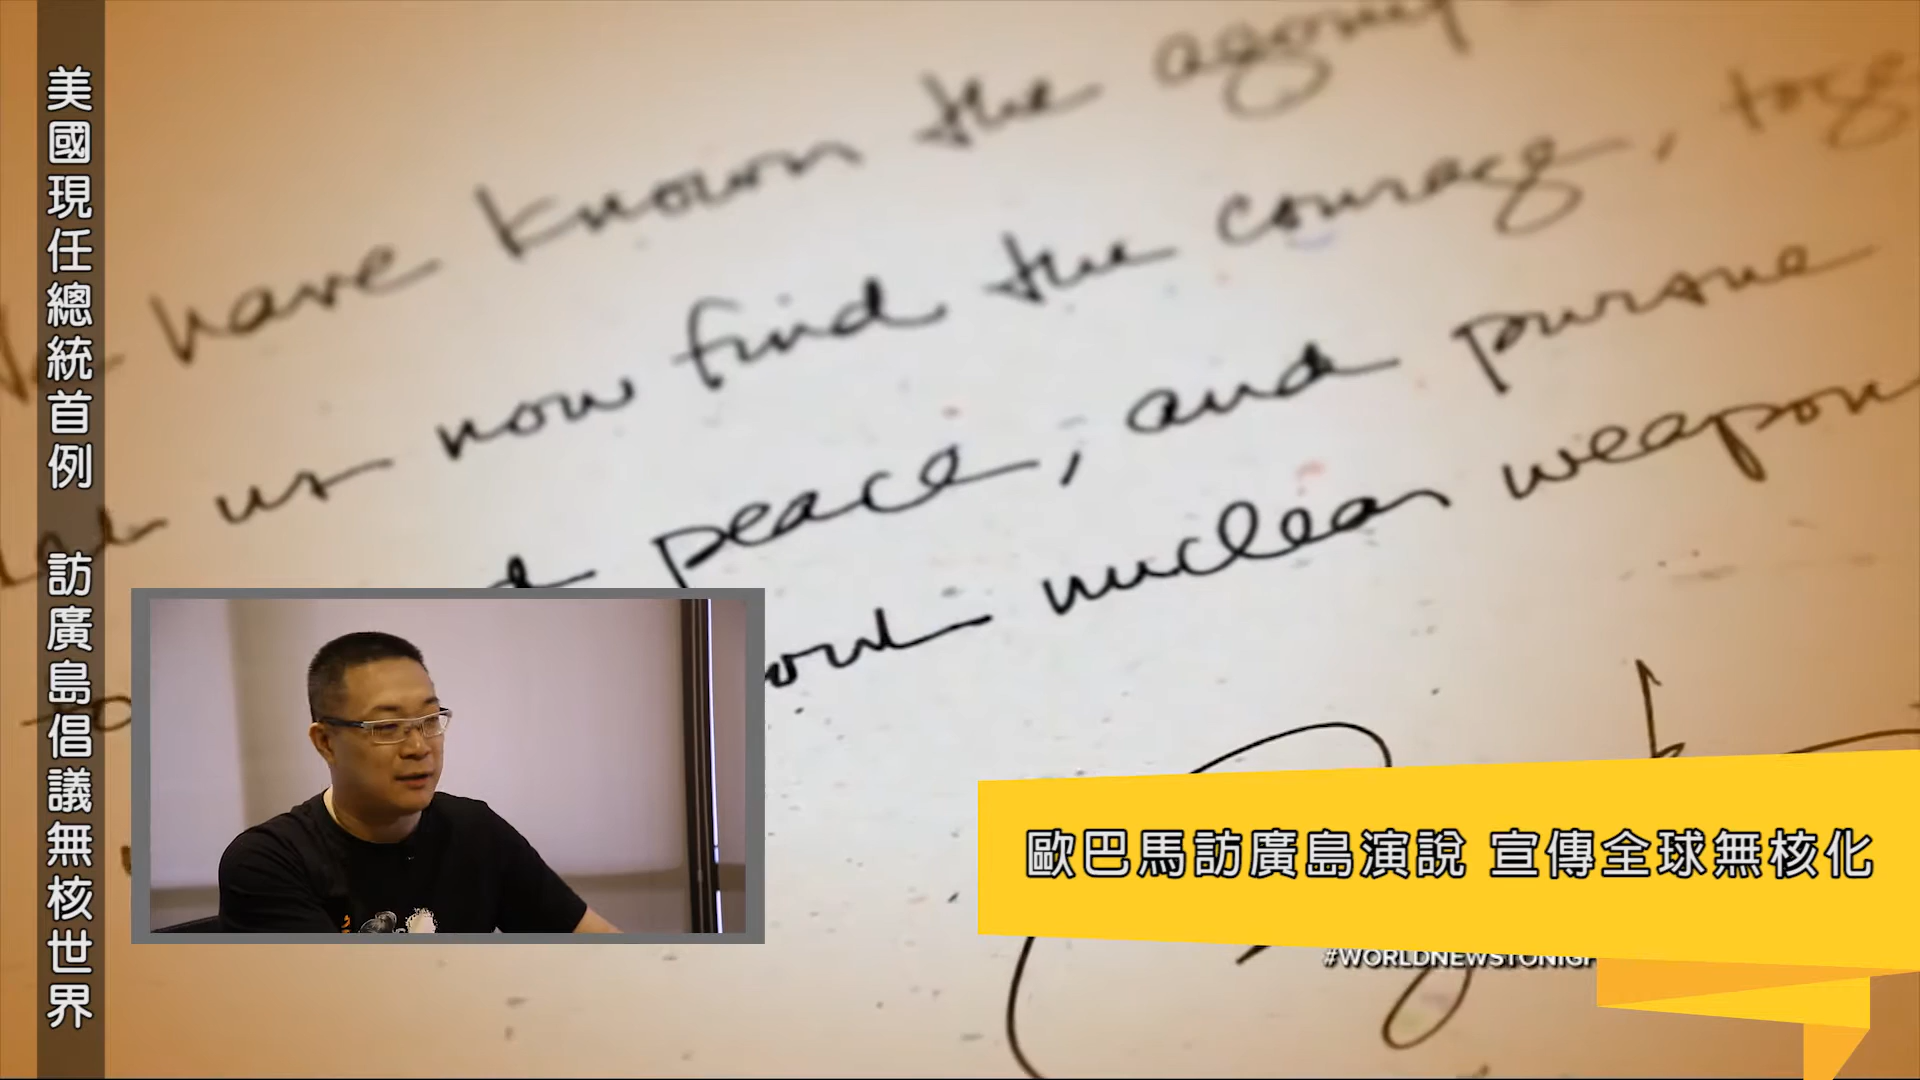 美國現任總統首例 訪廣島倡議無核世界
have known the agony
us now find the courage,
peace, and pursue
nuclear weapon
歐巴馬訪廣島演說 宣傳全球無核化
#WORLDNEWSTONIGH